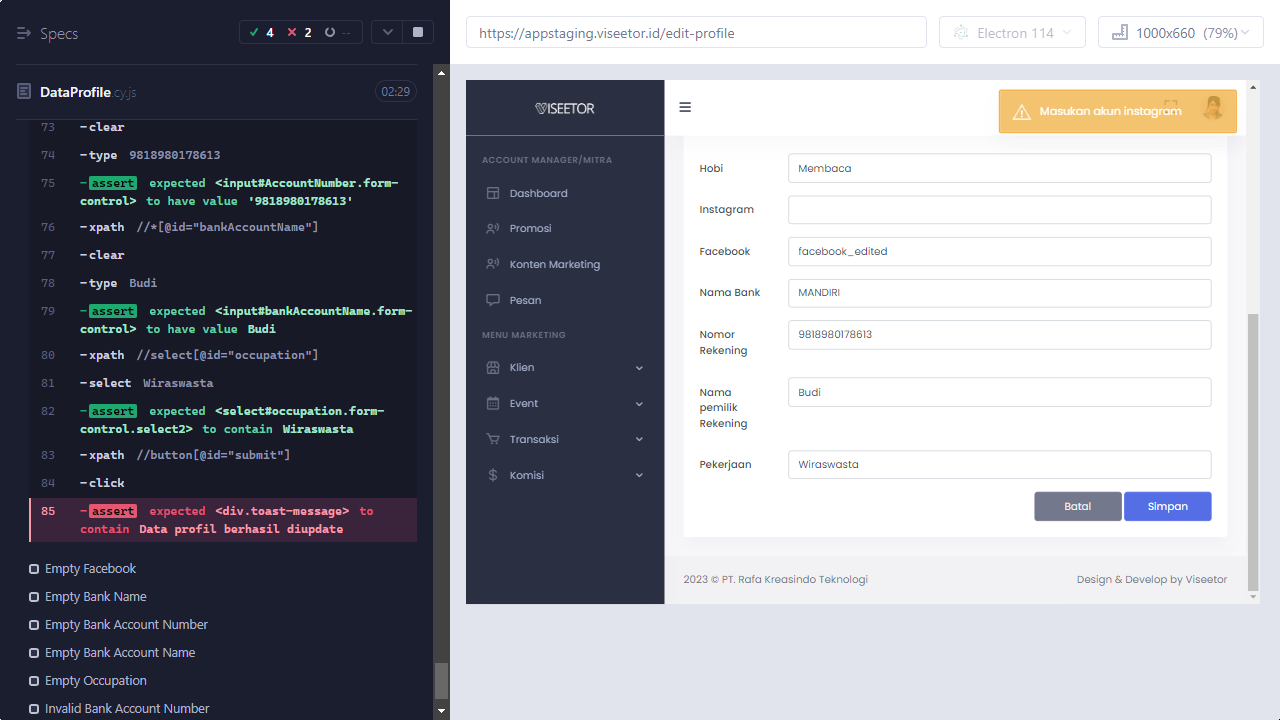 Specs
4
2
--
DataProfile.cy.js
02:29
73 -clear
74 -type 9818980178613
75 -assert expected <input#AccountNumber.form-
control> to have value '9818980178613'
76 -xpath //*[@id="bankAccountName"]
77 -clear
78 -type Budi
79 -assert expected <input#bankAccountName.form-
control> to have value Budi
80 -xpath //select[@id="occupation"]
81 -select Wiraswasta
82 -assert expected <select#occupation.form-
control.select2> to contain Wiraswasta
83 -xpath //button[@id="submit"]
84 -click
85 -assert expected <div.toast-message> to
contain Data profil berhasil diupdate
Empty Facebook
Empty Bank Name
Empty Bank Account Number
Empty Bank Account Name
Empty Occupation
Invalid Bank Account Number
https://appstaging.viseetor.id/edit-profile
Electron 114
1000x660 (79%)
VISEETOR
ACCOUNT MANAGER/MITRA
Dashboard
Promosi
Konten Marketing
Pesan
MENU MARKETING
Klien
Event
Transaksi
Komisi
Masukan akun instagram
Hobi
Membaca
Instagram
Facebook
facebook_edited
Nama Bank
MANDIRI
Nomor
Rekening
9818980178613
Nama
pemilik
Rekening
Budi
Pekerjaan
Wiraswasta
Batal
Simpan
2023 © PT. Rafa Kreasindo Teknologi
Design & Develop by Viseetor